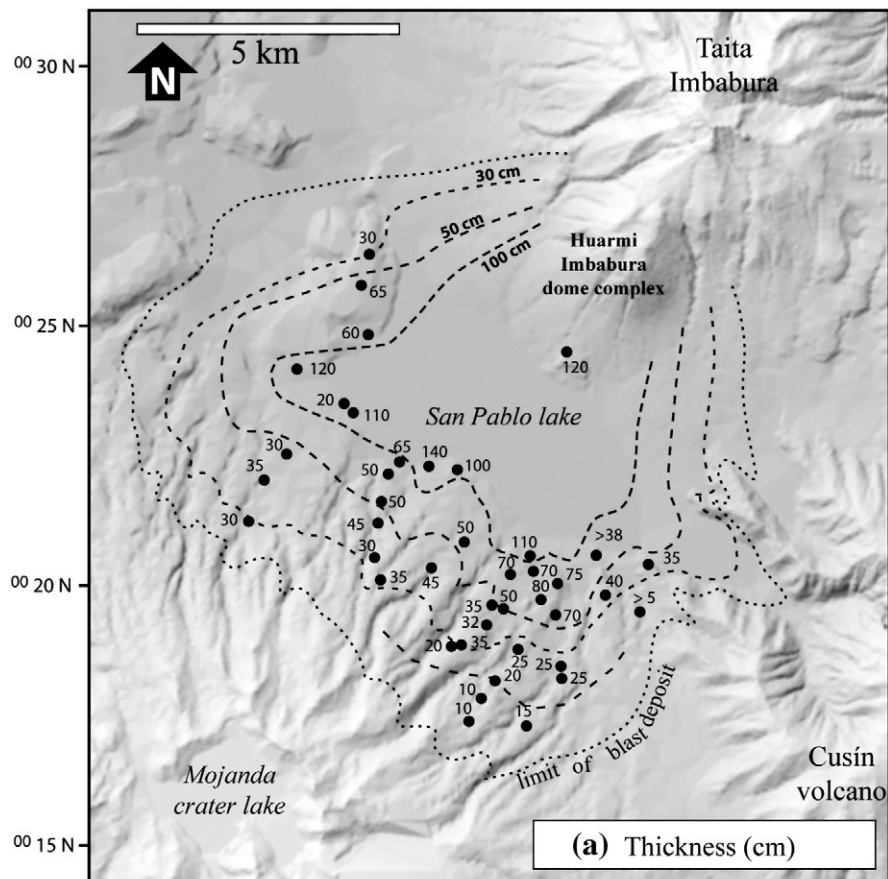 5 km
N
Taita
Imbabura
00 30 N
30 cm
50 cm
100 cm
Huarmi
Imbabura
dome complex
30
65
00 25 N
60
120
120
20
110
San Pablo lake
30
65
140
100
35
50
50
30
45
50
110
>38
30
70
70
75
35
35
45
00 20 N
80
40
> 5
35
50
70
32
20
35
25
25
25
20
10
10
15
limit of blast deposit
Mojanda
crater lake
Cusín
volcano
00 15 N
(a) Thickness (cm)